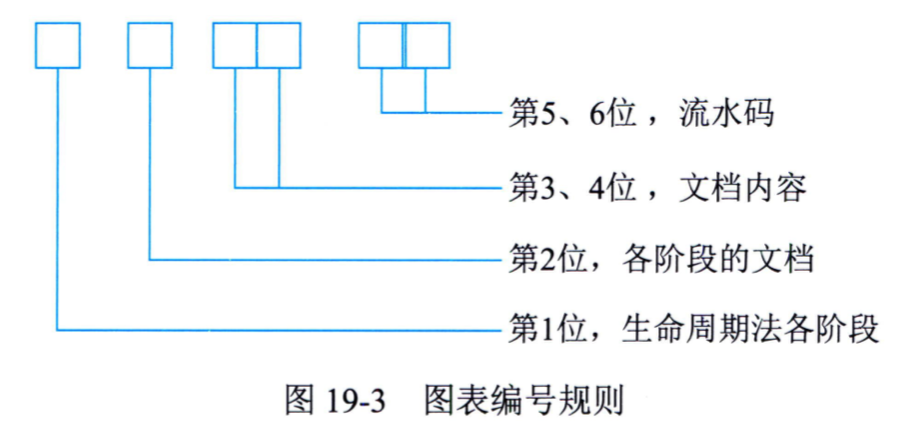 第5、6位，流水码
第3、4位，文档内容
第2位，各阶段的文档
第1位，生命周期法各阶段
图 19-3 图表编号规则